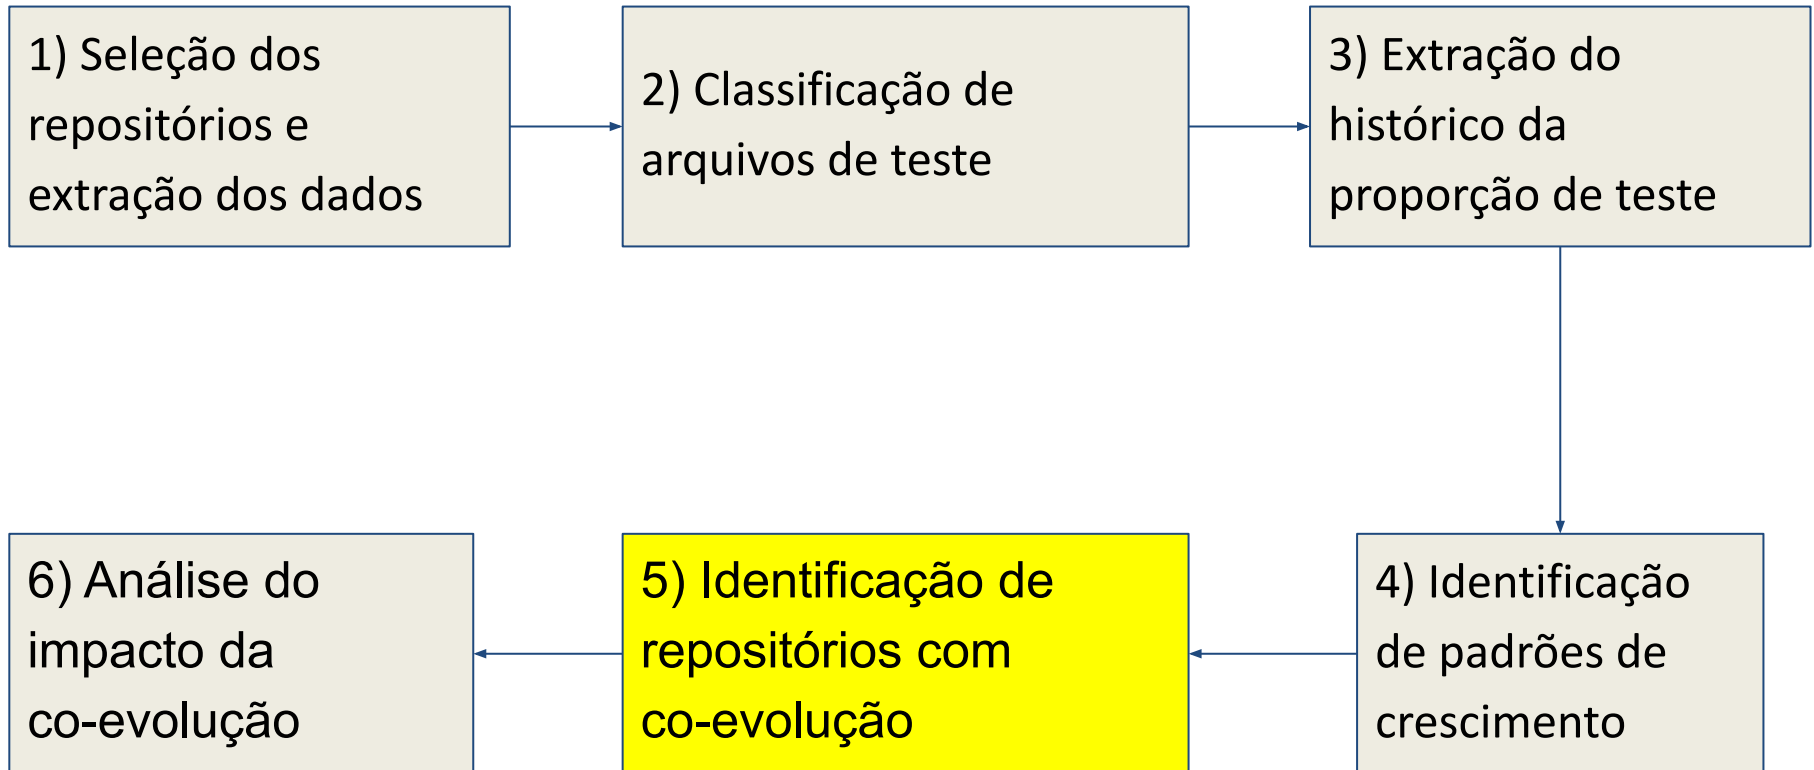 1) Seleção dos
repositórios e
extração dos dados
2) Classificação de
arquivos de teste
3) Extração do
histórico da
proporção de teste
4) Identificação
de padrões de
crescimento
5) Identificação de
repositórios com
co-evolução
6) Análise do
impacto da
co-evolução